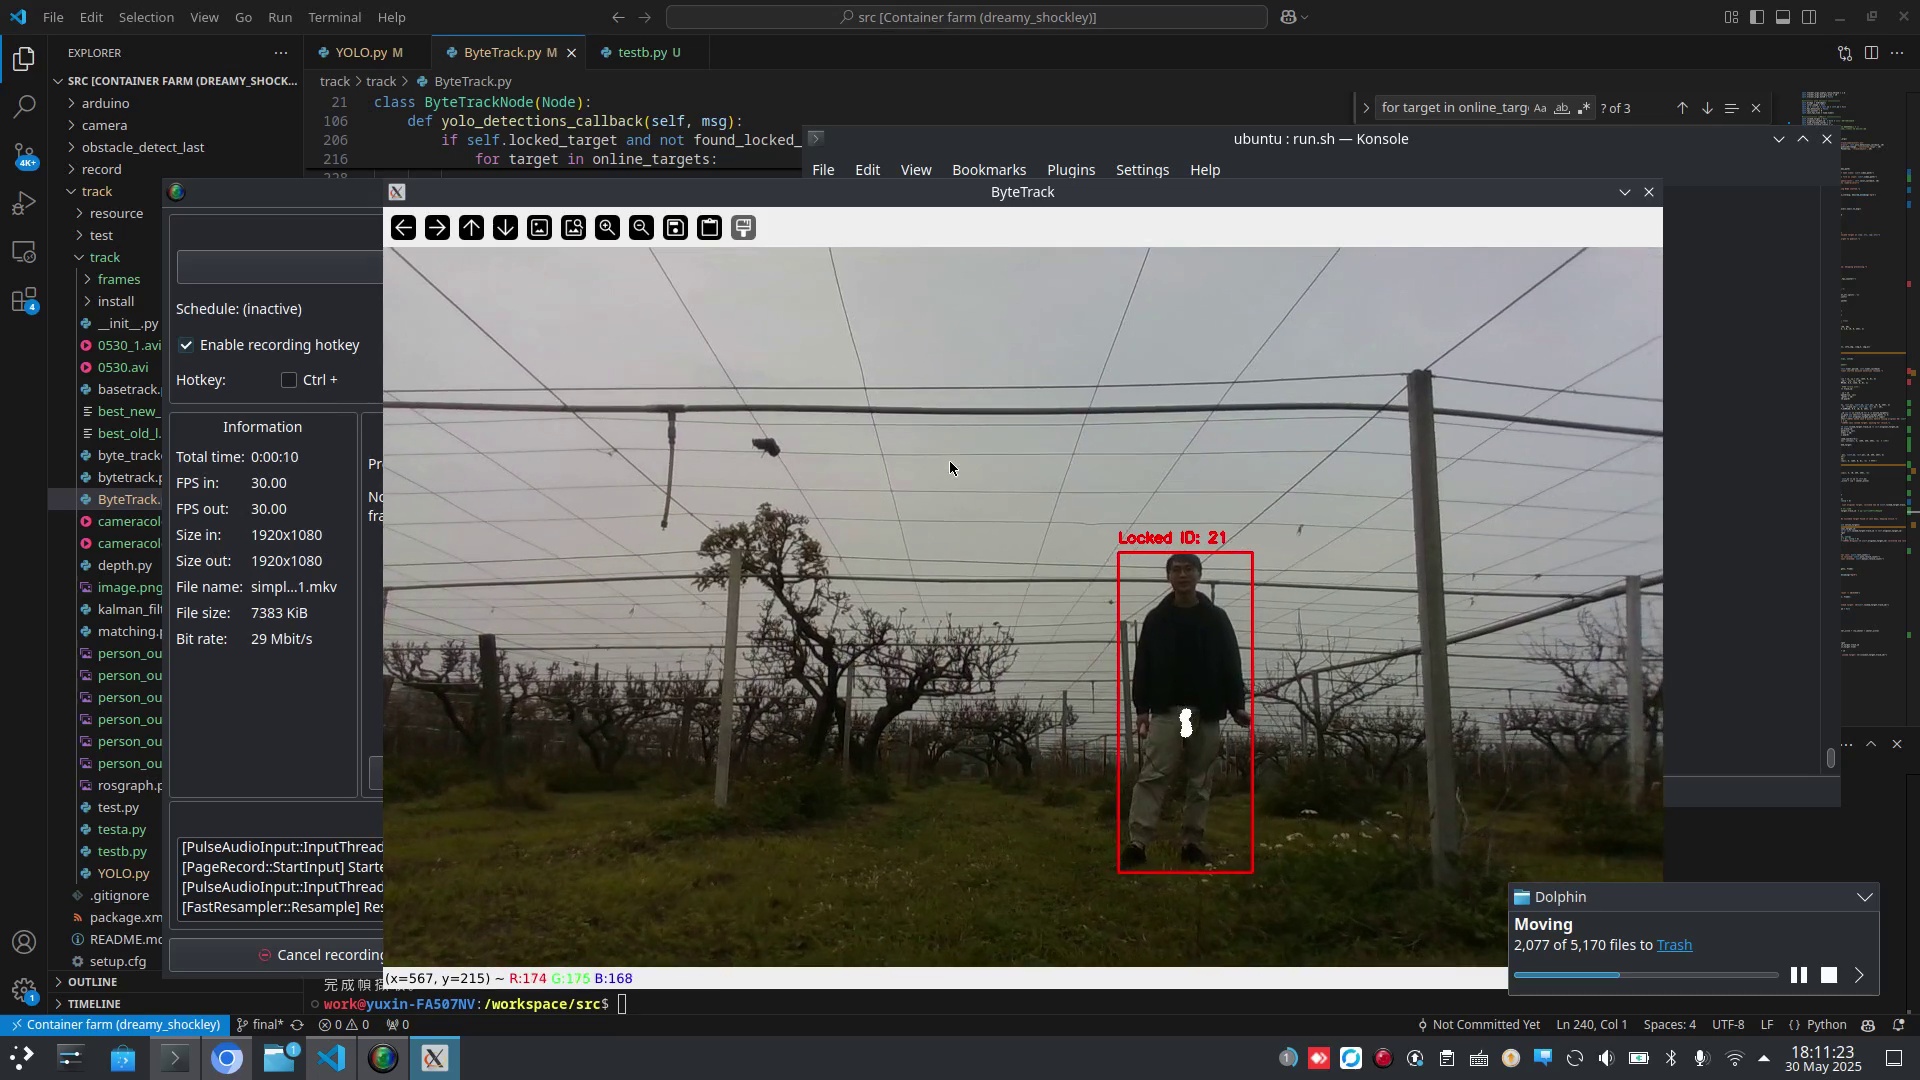 File Edit Selection View Go Run Terminal Help
src [Container farm (dreamy_shockley)]
EXPLORER
YOLO.py M
ByteTrack.py M
testb.py U
SRC [CONTAINER FARM (DREAMY_SHOCK...
track > track > ByteTrack.py
arduino
camera
obstacle_detect_last
record
track
resource
test
track
frames
install
__init__.py
0530_1.avi
0530.avi
basetrack.
best_new_
best_old_l.
byte_track
bytetrack.p
ByteTrack.
cameracol
cameracol
depth.py
image.png
kalman_filt
matching.p
person_ou
person_ou
person_ou
person_ou
person_ou
person_ou
rosgraph.p
test.py
testa.py
testb.py
YOLO.py
.gitignore
package.xm
README.md
setup.cfg
OUTLINE
TIMELINE
4K+
4
1
21 class ByteTrackNode(Node):
106 def yolo_detections_callback(self, msg):
206 if self.locked_target and not found_locked_
216 for target in online_targets:
for target in online_targ
Aa ab
? of 3
ubuntu : run.sh — Konsole
File Edit View Bookmarks Plugins Settings Help
ByteTrack
Schedule: (inactive)
Enable recording hotkey
Hotkey: Ctrl +
Information
Total time: 0:00:10
FPS in: 30.00
FPS out: 30.00
Size in: 1920x1080
Size out: 1920x1080
File name: simpl...1.mkv
File size: 7383 KiB
Bit rate: 29 Mbit/s
Pr
No
fra
[PulseAudioInput::InputThread
[PageRecord::StartInput] Starte
[PulseAudioInput::InputThread
[FastResampler::Resample] Res
Cancel recording
Locked ID: 21
(x=567, y=215) ~ R:174 G:175 B:168
work@yuxin-FA507NV:/workspace/src$
Dolphin
Moving
2,077 of 5,170 files to Trash
Container farm (dreamy_shockley)
final*
0 0
0
Not Committed Yet
Ln 240, Col 1
Spaces: 4
UTF-8
LF
{} Python
1
1
18:11:23
30 May 2025